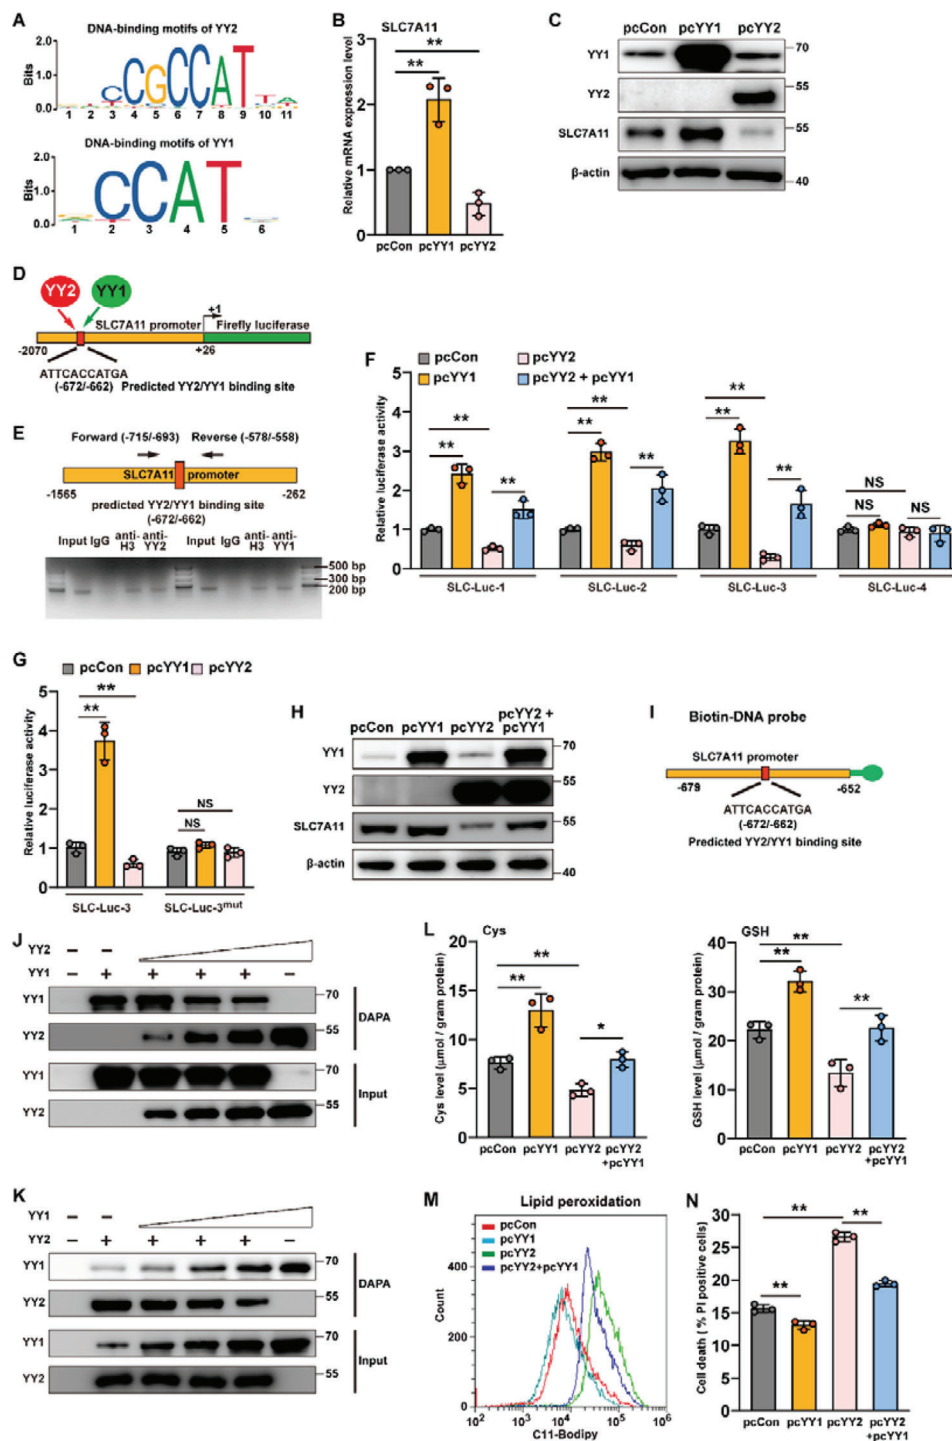 A
DNA-binding motifs of YY2
2.0
1.0
0.0
Bits
CCGCCAT
1 2 3 4 5 6 7 8 9 10 11
DNA-binding motifs of YY1
2.0
1.0
0.0
Bits
CCAT
1 2 3 4 5 6
B
SLC7A11
Relative mRNA expression level
3
2
1
0
**
**
pcCon pcYY1 pcYY2
C
pcCon pcYY1 pcYY2
YY1
70
YY2
55
SLC7A11
55
β-actin
40
D
YY2 YY1
SLC7A11 promoter
+1
Firefly luciferase
-2070
+26
ATTCACCATGA
(-672/-662) Predicted YY2/YY1 binding site
E
Forward (-715/-693) Reverse (-578/-558)
SLC7A11 promoter
-1565
-262
predicted YY2/YY1 binding site
(-672/-662)
Input IgG anti-H3 anti-YY2 Input IgG anti-H3 anti-YY1
500 bp
300 bp
200 bp
F
pcCon pcYY2
pcYY1 pcYY2 + pcYY1
Relative luciferase activity
5
4
3
2
1
0
** ** **
** ** **
** ** **
NS NS NS
SLC-Luc-1 SLC-Luc-2 SLC-Luc-3 SLC-Luc-4
G
pcCon pcYY1 pcYY2
Relative luciferase activity
5
4
3
2
1
0
**
**
NS
NS
SLC-Luc-3 SLC-Luc-3mut
H
pcCon pcYY1 pcYY2 pcYY2 + pcYY1
YY1
70
YY2
55
SLC7A11
55
β-actin
40
I
Biotin-DNA probe
SLC7A11 promoter
-679
-652
ATTCACCATGA
(-672/-662)
Predicted YY2/YY1 binding site
J
YY2 – –
YY1 – + + + + –
YY1
70
YY2
55
DAPA
YY1
70
YY2
55
Input
K
YY1 – –
YY2 – + + + + –
YY1
70
YY2
55
DAPA
YY1
70
YY2
55
Input
L
Cys
Cys level (µmol / gram protein)
20
15
10
5
0
**
**
*
pcCon pcYY1 pcYY2 pcYY2
+pcYY1
GSH
GSH level (µmol / gram protein)
40
30
20
10
0
**
**
**
pcCon pcYY1 pcYY2 pcYY2
+pcYY1
M
Lipid peroxidation
pcCon
pcYY1
pcYY2
pcYY2+pcYY1
Count
400
200
0
10² 10³ 10⁴ 10⁵ 10⁶
C11-Bodipy
N
Cell death ( % PI positive cells)
30
25
20
15
10
5
0
**
**
**
pcCon pcYY1 pcYY2 pcYY2
+pcYY1